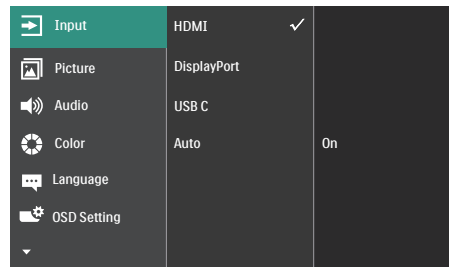 Input
HDMI
Picture
DisplayPort
Audio
USB C
Color
Auto
On
Language
OSD Setting